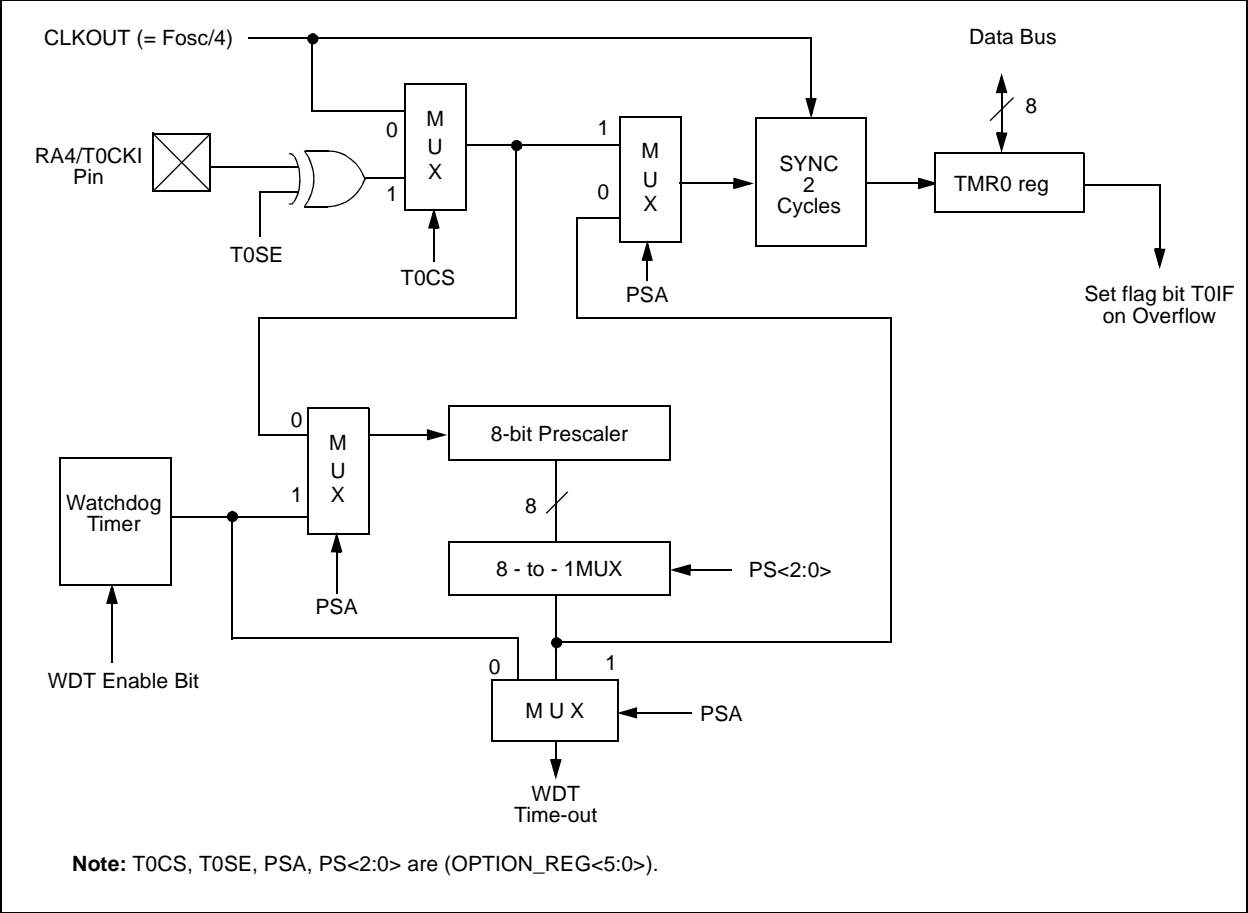 CLKOUT (= Fosc/4)
Data Bus
8
M
U
X
0
1
RA4/T0CKI
Pin
T0SE
T0CS
M
U
X
1
0
PSA
SYNC
2
Cycles
TMR0 reg
Set flag bit T0IF
on Overflow
0
1
M
U
X
8-bit Prescaler
Watchdog
Timer
8
8 - to - 1MUX
PS<2:0>
PSA
WDT Enable Bit
0
1
M U X
PSA
WDT
Time-out
Note: T0CS, T0SE, PSA, PS<2:0> are (OPTION_REG<5:0>).